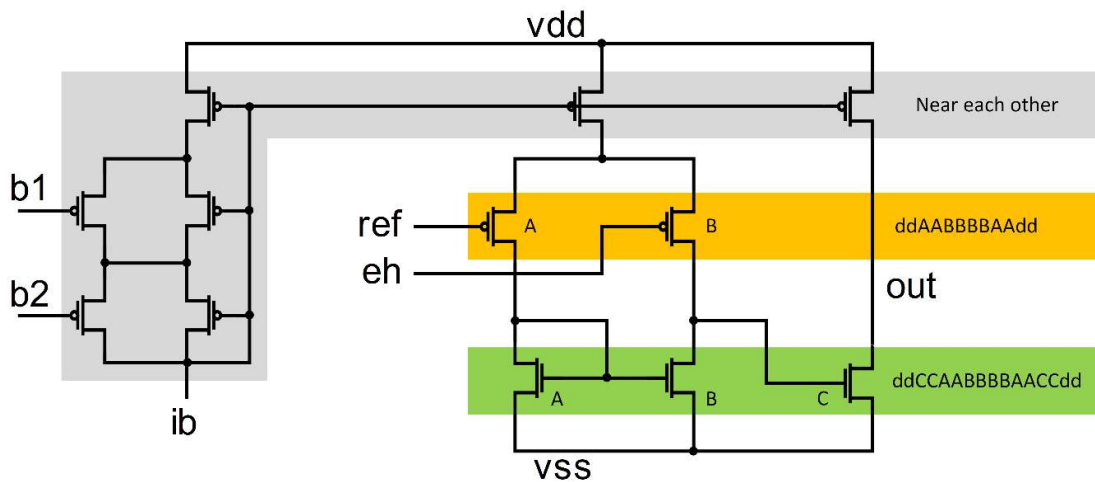 vdd
Near each other
b1
ref
A
B
ddAABBBBAAdd
eh
b2
out
A
B
C
ddCCAABBBBAACCdd
ib
vss